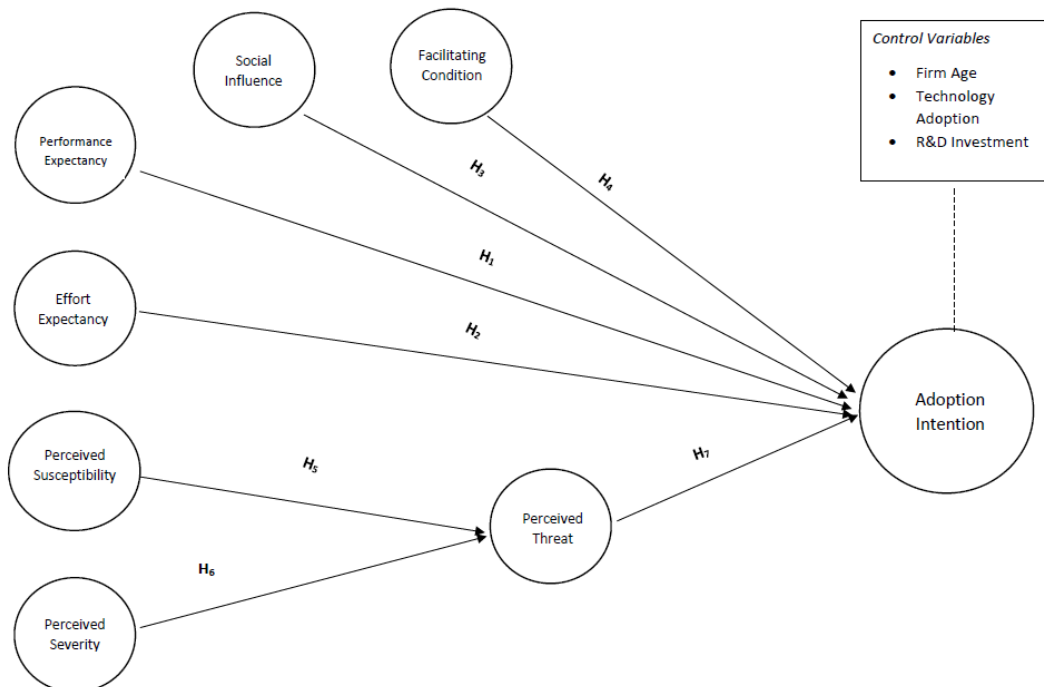 Social
Influence
Facilitating
Condition
Control Variables
• Firm Age
• Technology
Adoption
• R&D Investment
Performance
Expectancy
H₃
H₄
H₁
Effort
Expectancy
H₂
Adoption
Intention
Perceived
Susceptibility
H₅
H₇
Perceived
Threat
H₆
Perceived
Severity